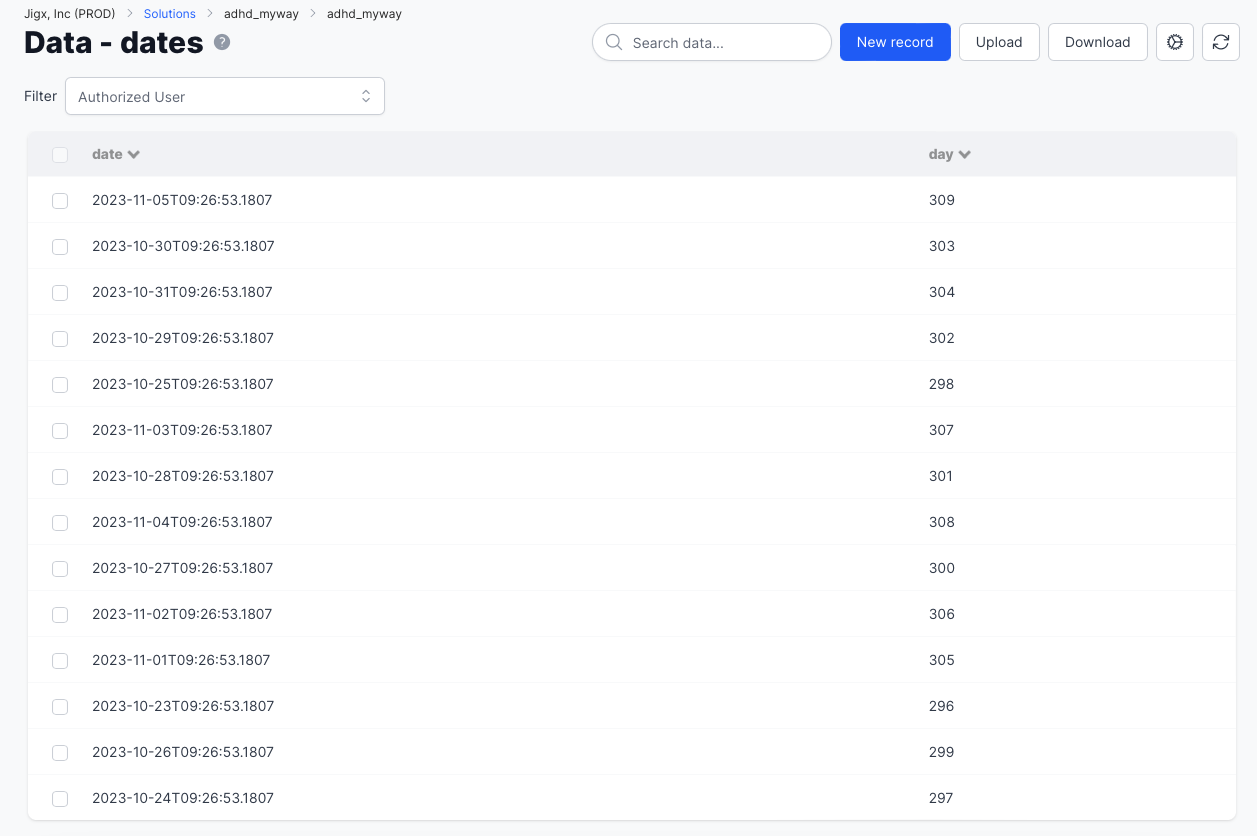 Jigx, Inc (PROD) > Solutions > adhd_myway > adhd_myway
Data - dates ?
Search data...
New record
Upload
Download
Filter
Authorized User
date day
2023-11-05T09:26:53.1807 309
2023-10-30T09:26:53.1807 303
2023-10-31T09:26:53.1807 304
2023-10-29T09:26:53.1807 302
2023-10-25T09:26:53.1807 298
2023-11-03T09:26:53.1807 307
2023-10-28T09:26:53.1807 301
2023-11-04T09:26:53.1807 308
2023-10-27T09:26:53.1807 300
2023-11-02T09:26:53.1807 306
2023-11-01T09:26:53.1807 305
2023-10-23T09:26:53.1807 296
2023-10-26T09:26:53.1807 299
2023-10-24T09:26:53.1807 297